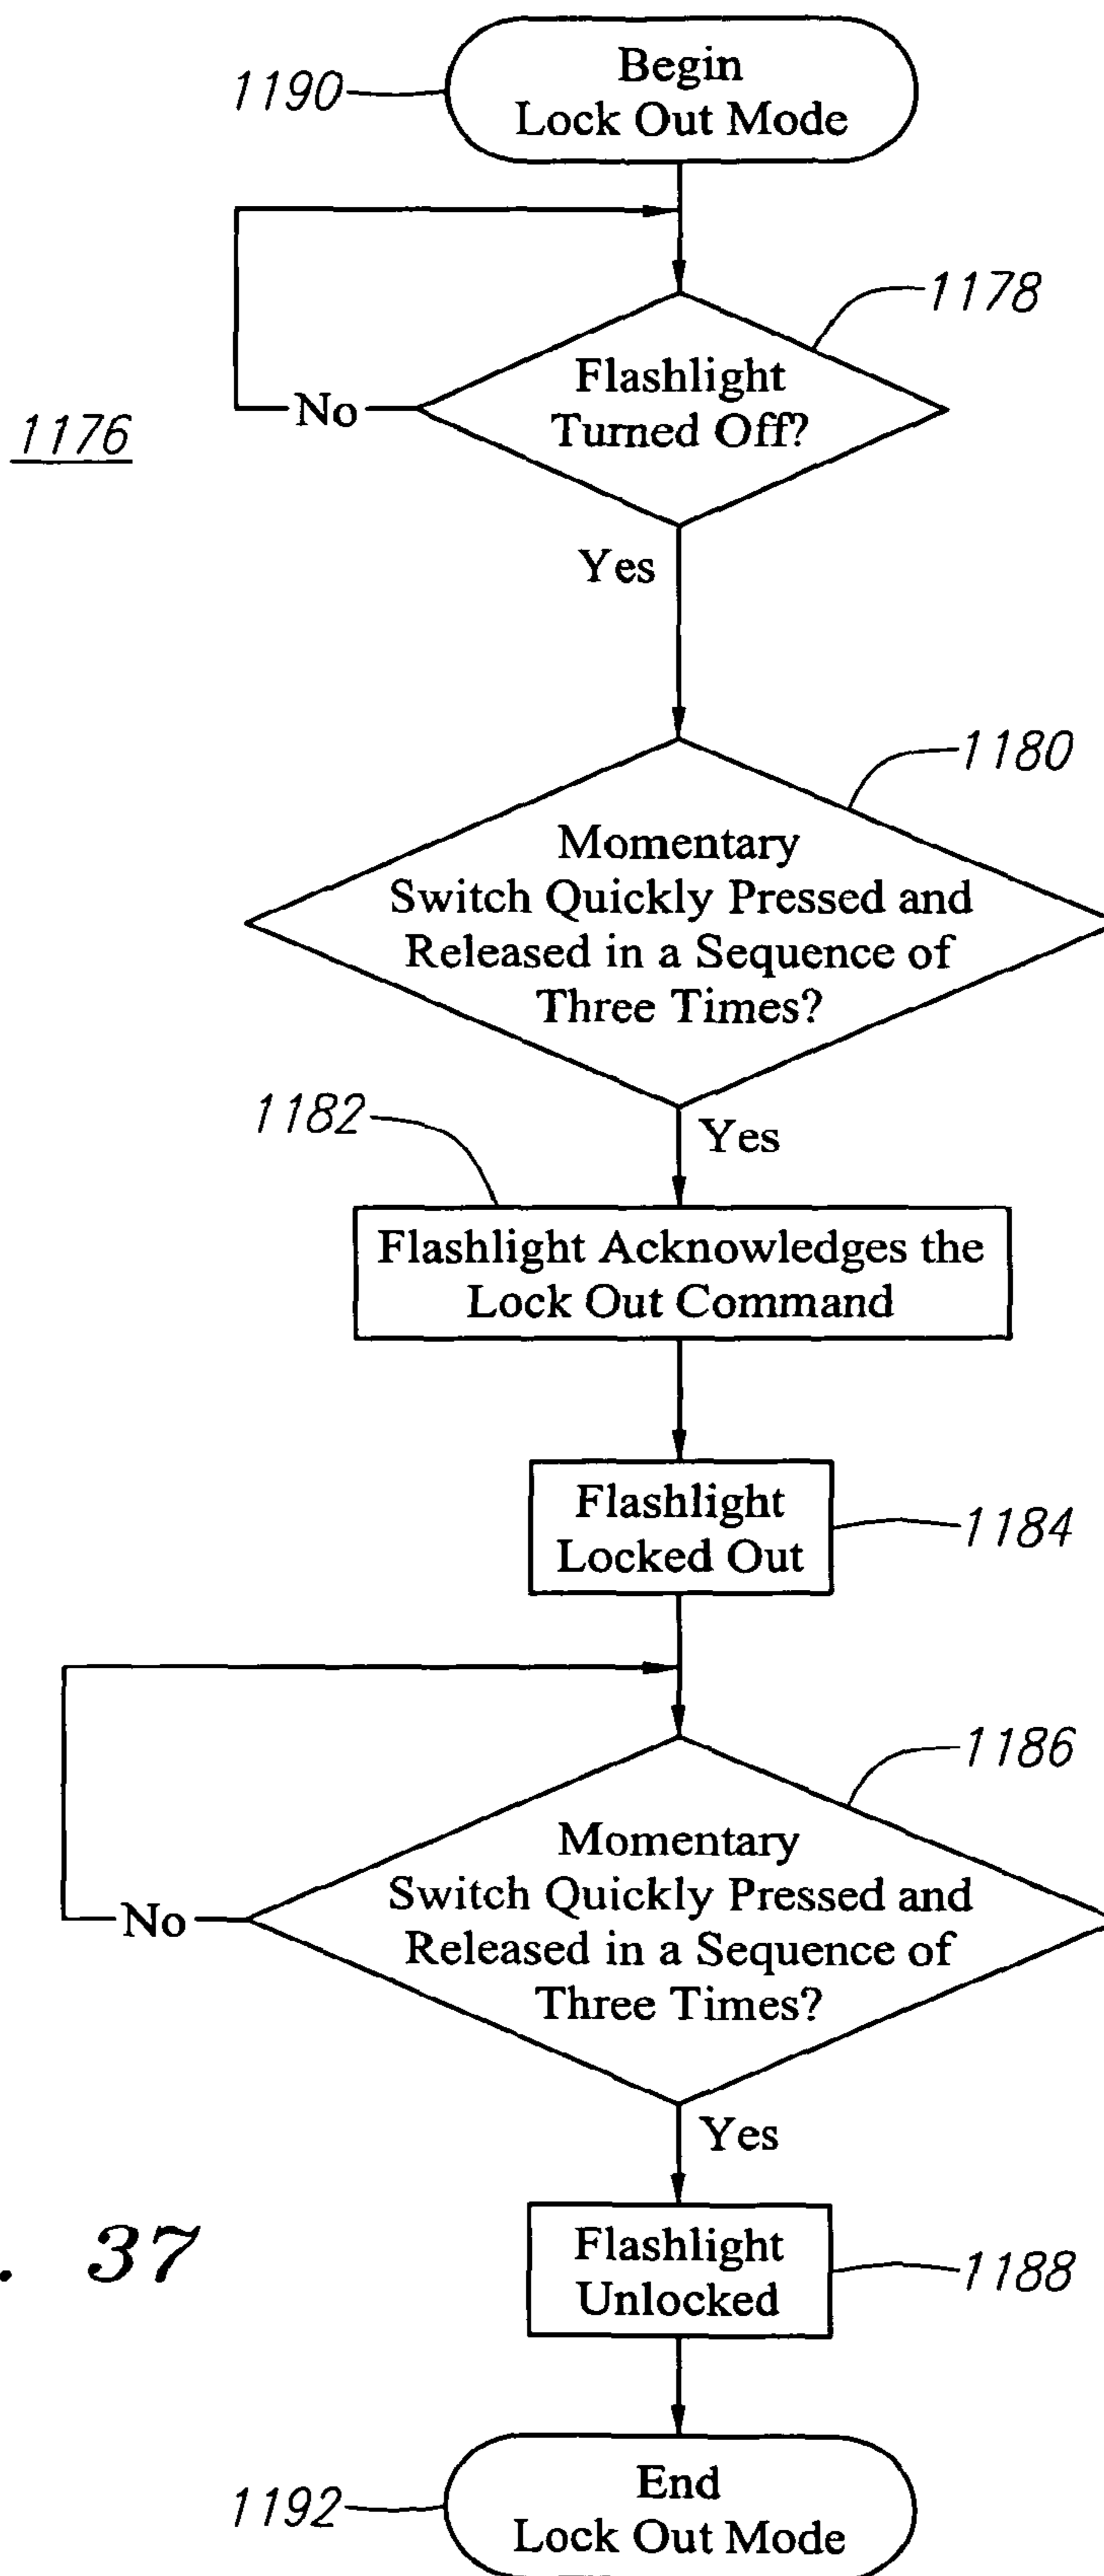 1190
Begin
Lock Out Mode
1178
Flashlight
Turned Off?
No
1176
Yes
1180
Momentary
Switch Quickly Pressed and
Released in a Sequence of
Three Times?
1182
Yes
Flashlight Acknowledges the
Lock Out Command
Flashlight
Locked Out
1184
1186
Momentary
Switch Quickly Pressed and
Released in a Sequence of
Three Times?
No
Yes
. 37
Flashlight
Unlocked
1188
1192
End
Lock Out Mode